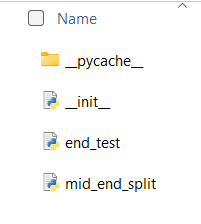 Name
__pycache__
__init__
end_test
mid_end_split